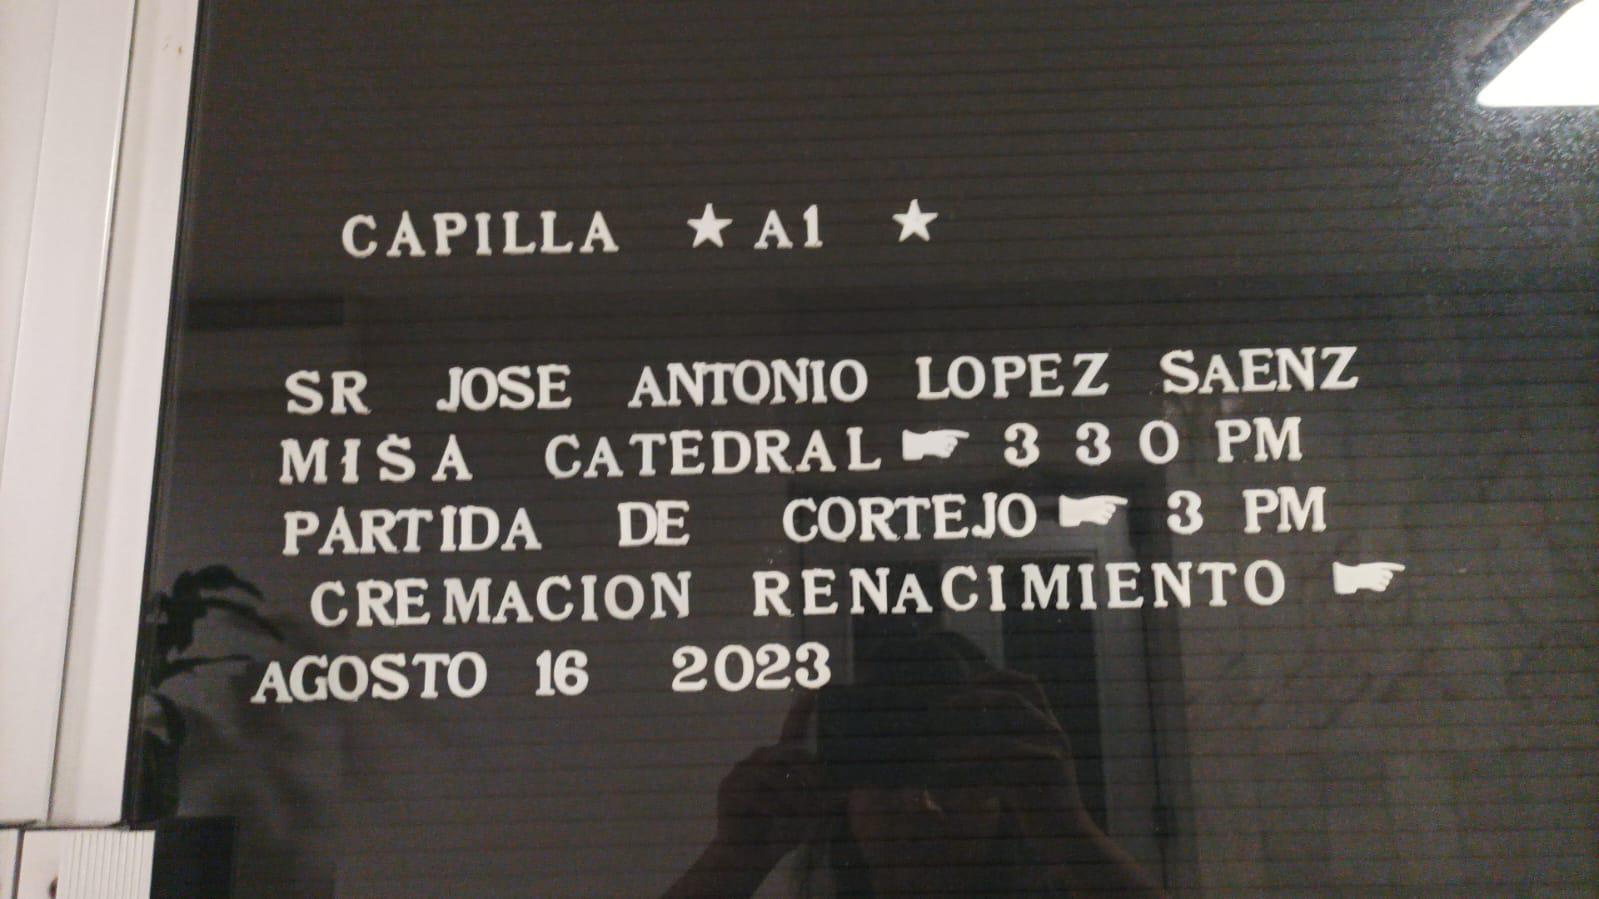 CAPILLA ★ A1 ★
SR JOSE ANTONIO LOPEZ SAENZ
MISA CATEDRAL ☛ 3 3 0 PM
PARTIDA DE CORTEJO ☛ 3 PM
CREMACION RENACIMIENTO ☛
AGOSTO 16 2023